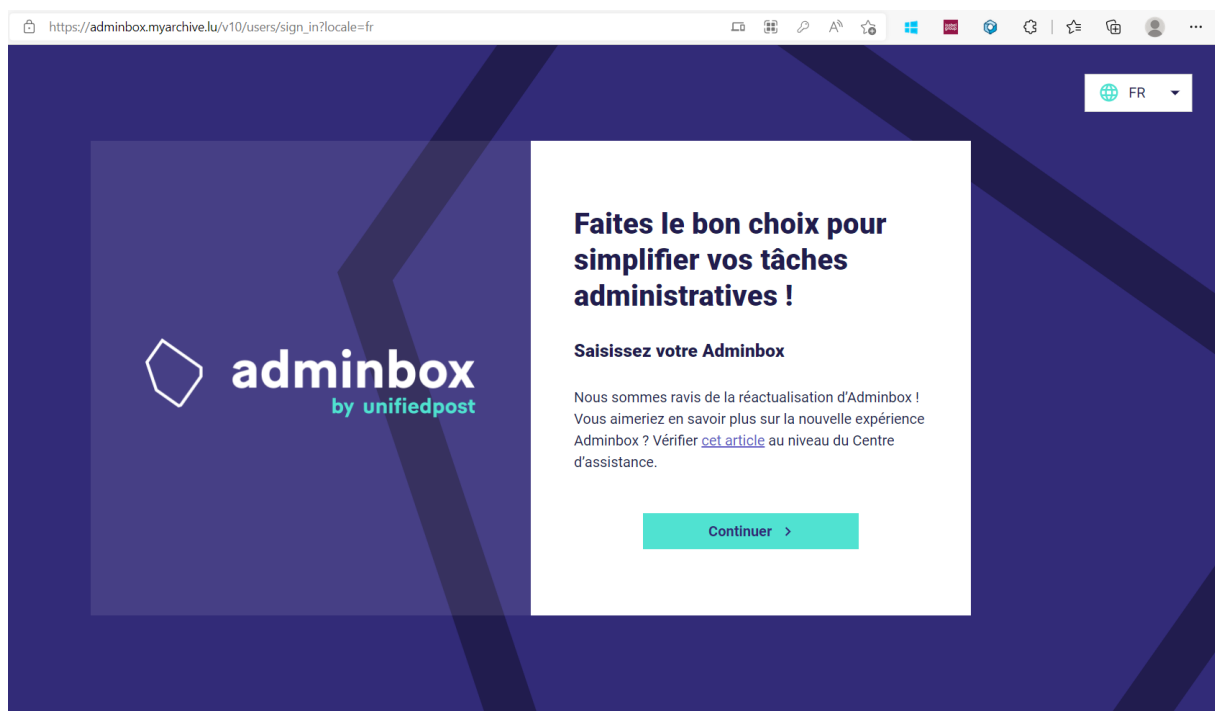 https://adminbox.myarchive.lu/v10/users/sign_in?locale=fr
FR
Faites le bon choix pour
simplifier vos tâches
administratives !
Saisissez votre Adminbox
adminbox
by unifiedpost
Nous sommes ravis de la réactualisation d'Adminbox !
Vous aimeriez en savoir plus sur la nouvelle expérience
Adminbox ? Vérifier cet article au niveau du Centre
d'assistance.
Continuer